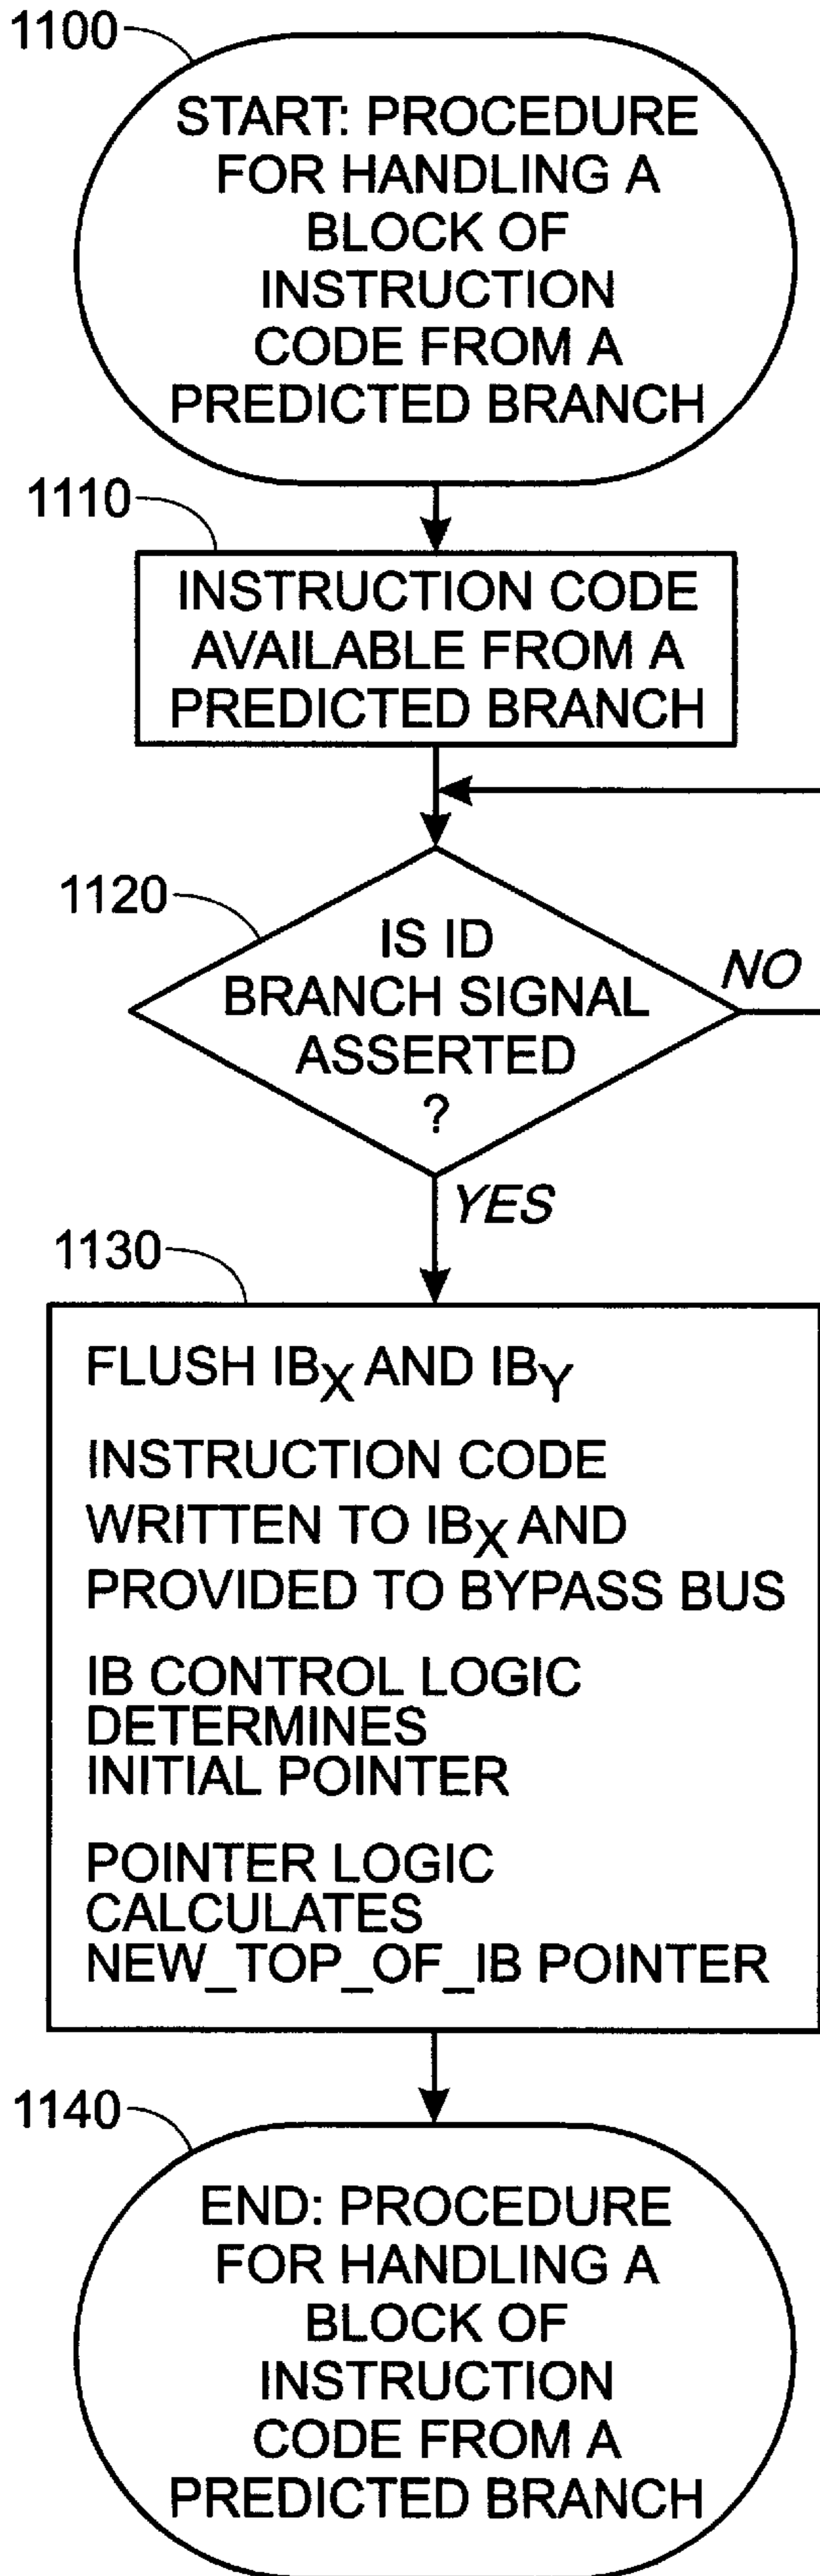 1100
START: PROCEDURE
FOR HANDLING A
BLOCK OF
INSTRUCTION
CODE FROM A
PREDICTED BRANCH
1110
INSTRUCTION CODE
AVAILABLE FROM A
PREDICTED BRANCH
1120
IS ID
BRANCH SIGNAL
ASSERTED
?
NO
YES
1130
FLUSH IBX AND IBY
INSTRUCTION CODE
WRITTEN TO IBX AND
PROVIDED TO BYPASS BUS
IB CONTROL LOGIC
DETERMINES
INITIAL POINTER
POINTER LOGIC
CALCULATES
NEW_TOP_OF_IB POINTER
1140
END: PROCEDURE
FOR HANDLING A
BLOCK OF
INSTRUCTION
CODE FROM A
PREDICTED BRANCH